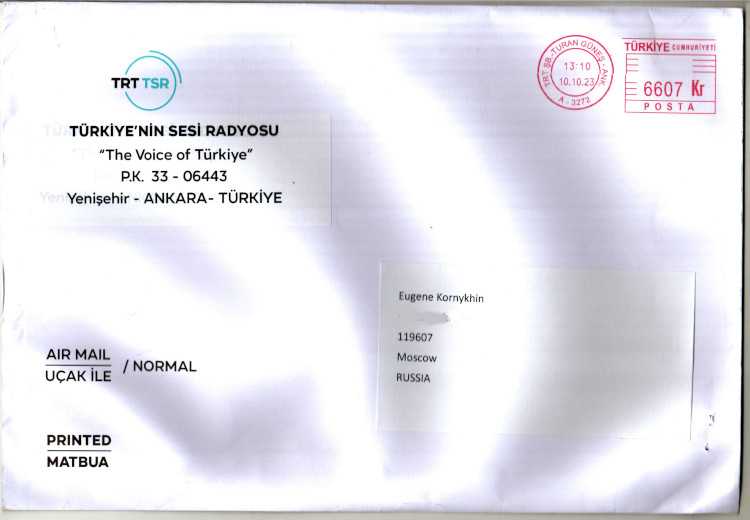 TRT TSR
TÜRKİYE'NİN SESİ RADYOSU
“The Voice of Türkiye”
P.K. 33 - 06443
Yenişehir - ANKARA- TÜRKİYE
TRT SB.-TURAN GÜNEŞ - ANK
13:10
10.10.23
A - 3272
TÜRKİYE CUMHURİYETİ
6607 Kr
POSTA
Eugene Kornykhin
119607
Moscow
RUSSIA
AIR MAIL
UÇAK İLE / NORMAL
PRINTED
MATBUA